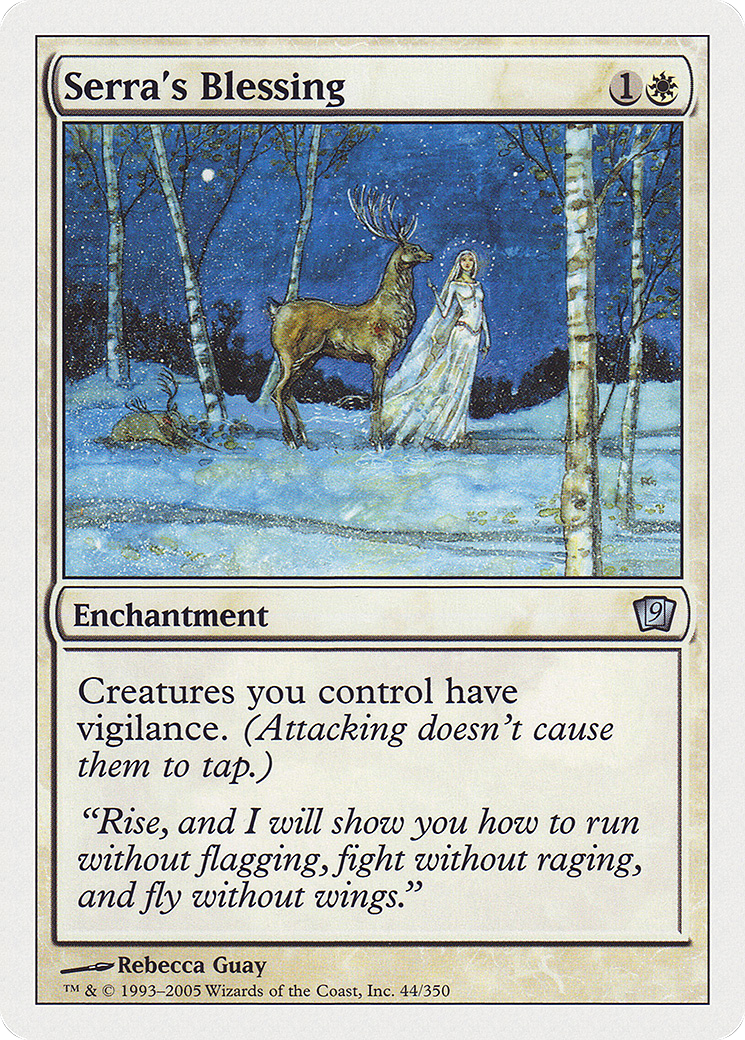 Serra's Blessing 1
Enchantment 9
Creatures you control have
vigilance. (Attacking doesn't cause
them to tap.)
“Rise, and I will show you how to run
without flagging, fight without raging,
and fly without wings.”
Rebecca Guay
™ & © 1993–2005 Wizards of the Coast, Inc. 44/350